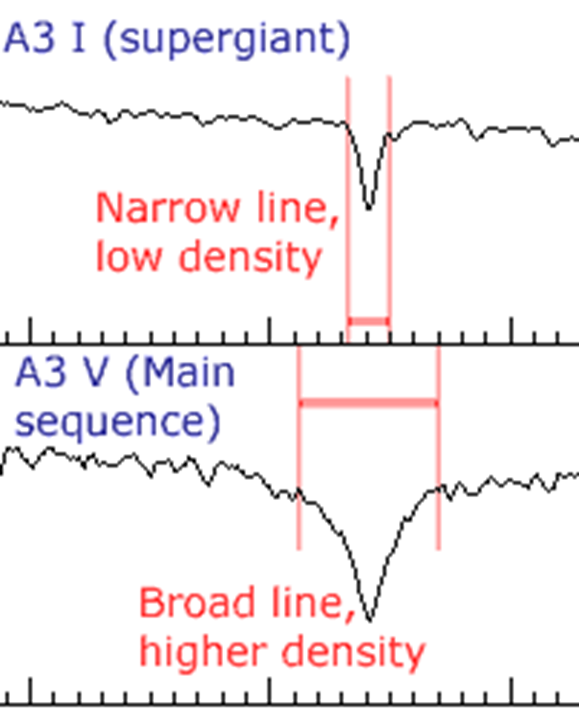 A3 I (supergiant)
Narrow line,
low density
A3 V (Main
sequence)
Broad line,
higher density